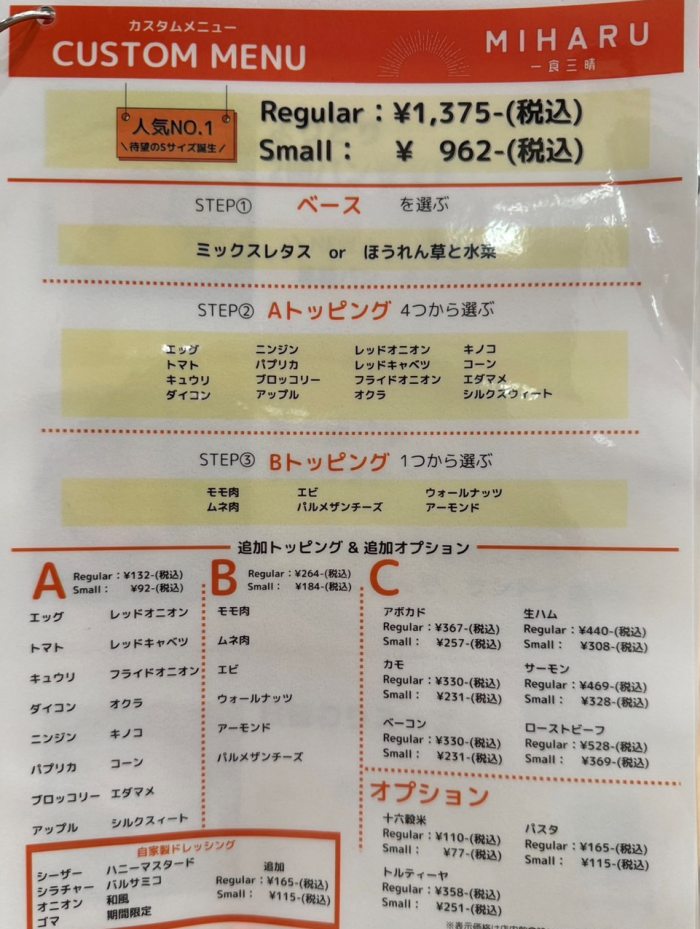 カスタムメニュー
CUSTOM MENU
MIHARU
一食三晴
人気NO.1
\待望のSサイズ誕生/
Regular：¥1,375-(税込)
Small： ¥ 962-(税込)
STEP① ベース を選ぶ
ミックスレタス or ほうれん草と水菜
STEP② Aトッピング 4つから選ぶ
エッグ ニンジン レッドオニオン キノコ
トマト パプリカ レッドキャベツ コーン
キュウリ ブロッコリー フライドオニオン エダマメ
ダイコン アップル オクラ シルクスウィート
STEP③ Bトッピング 1つから選ぶ
モモ肉 エビ ウォールナッツ
ムネ肉 パルメザンチーズ アーモンド
追加トッピング & 追加オプション
A Regular：¥132-(税込)
Small： ¥92-(税込)
エッグ レッドオニオン
トマト レッドキャベツ
キュウリ フライドオニオン
ダイコン オクラ
ニンジン キノコ
パプリカ コーン
ブロッコリー エダマメ
アップル シルクスィート
B Regular：¥264-(税込)
Small： ¥184-(税込)
モモ肉
ムネ肉
エビ
ウォールナッツ
アーモンド
パルメザンチーズ
C
アボカド
Regular：¥367-(税込)
Small： ¥257-(税込)
生ハム
Regular：¥440-(税込)
Small： ¥308-(税込)
カモ
Regular：¥330-(税込)
Small： ¥231-(税込)
サーモン
Regular：¥469-(税込)
Small： ¥328-(税込)
ベーコン
Regular：¥330-(税込)
Small： ¥231-(税込)
ローストビーフ
Regular：¥528-(税込)
Small： ¥369-(税込)
オプション
十六穀米
Regular：¥110-(税込)
Small： ¥77-(税込)
パスタ
Regular：¥165-(税込)
Small： ¥115-(税込)
トルティーヤ
Regular：¥358-(税込)
Small： ¥251-(税込)
自家製ドレッシング
シーザー ハニーマスタード
シラチャー バルサミコ
オニオン 和風
ゴマ 期間限定
追加
Regular：¥165-(税込)
Small： ¥115-(税込)